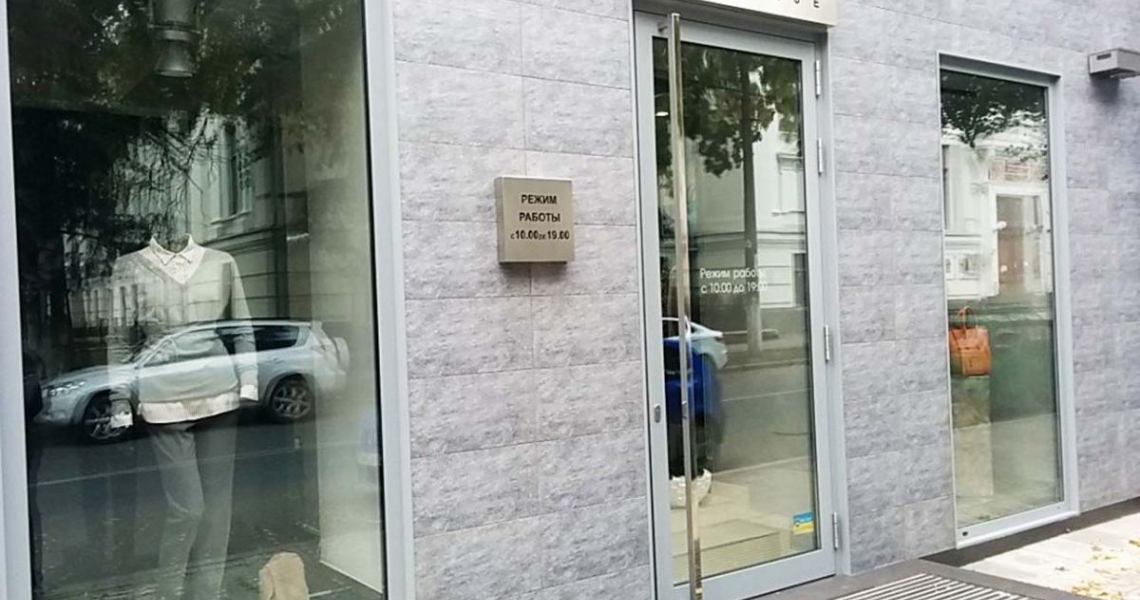 РЕЖИМ
РАБОТЫ
с 10.00 до 19.00
Режим работы
с 10:00 до 19:00